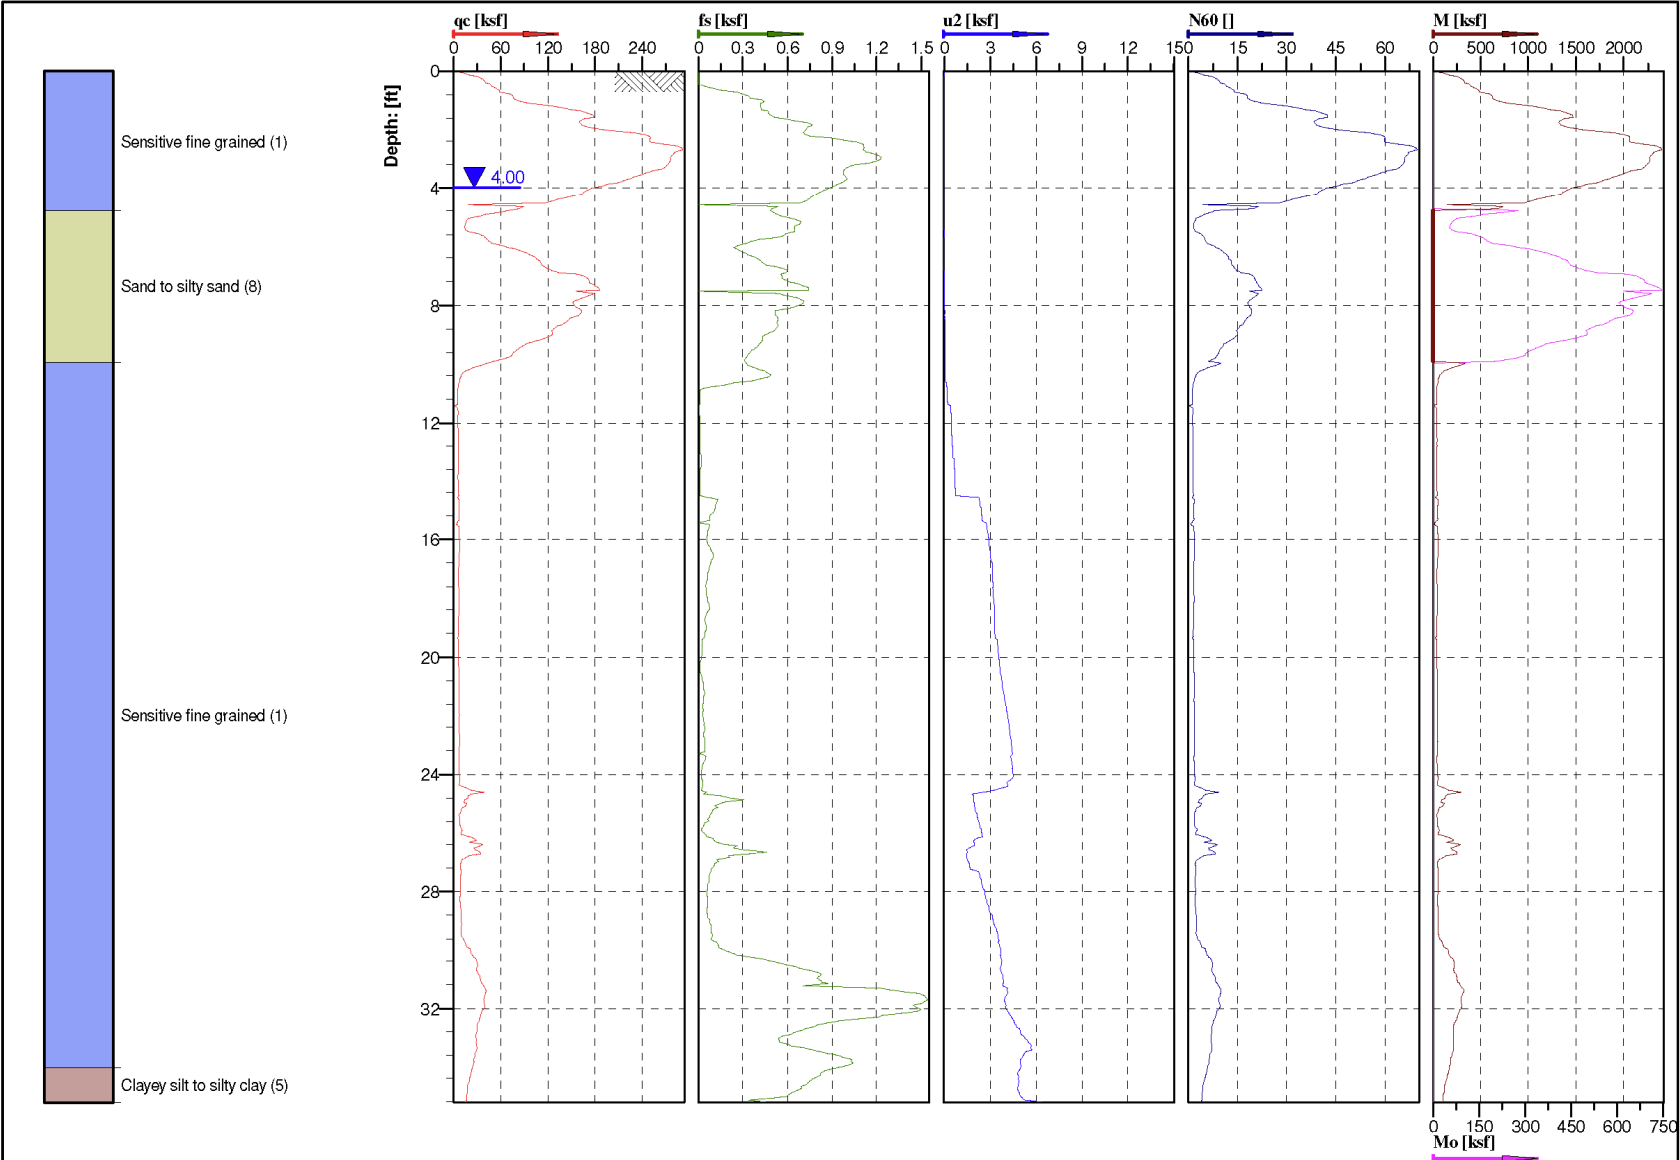 qc [ksf] fs [ksf] u2 [ksf] N60 [] M [ksf]
0 60 120 180 240 0 0.3 0.6 0.9 1.2 1.5 0 3 6 9 12 15 0 15 30 45 60 0 500 1000 1500 2000
Depth: [ft]
0
Sensitive fine grained (1)
4.00
4
Sand to silty sand (8)
8
12
16
20
Sensitive fine grained (1)
24
28
32
Clayey silt to silty clay (5)
0 150 300 450 600 750
Mo [ksf]